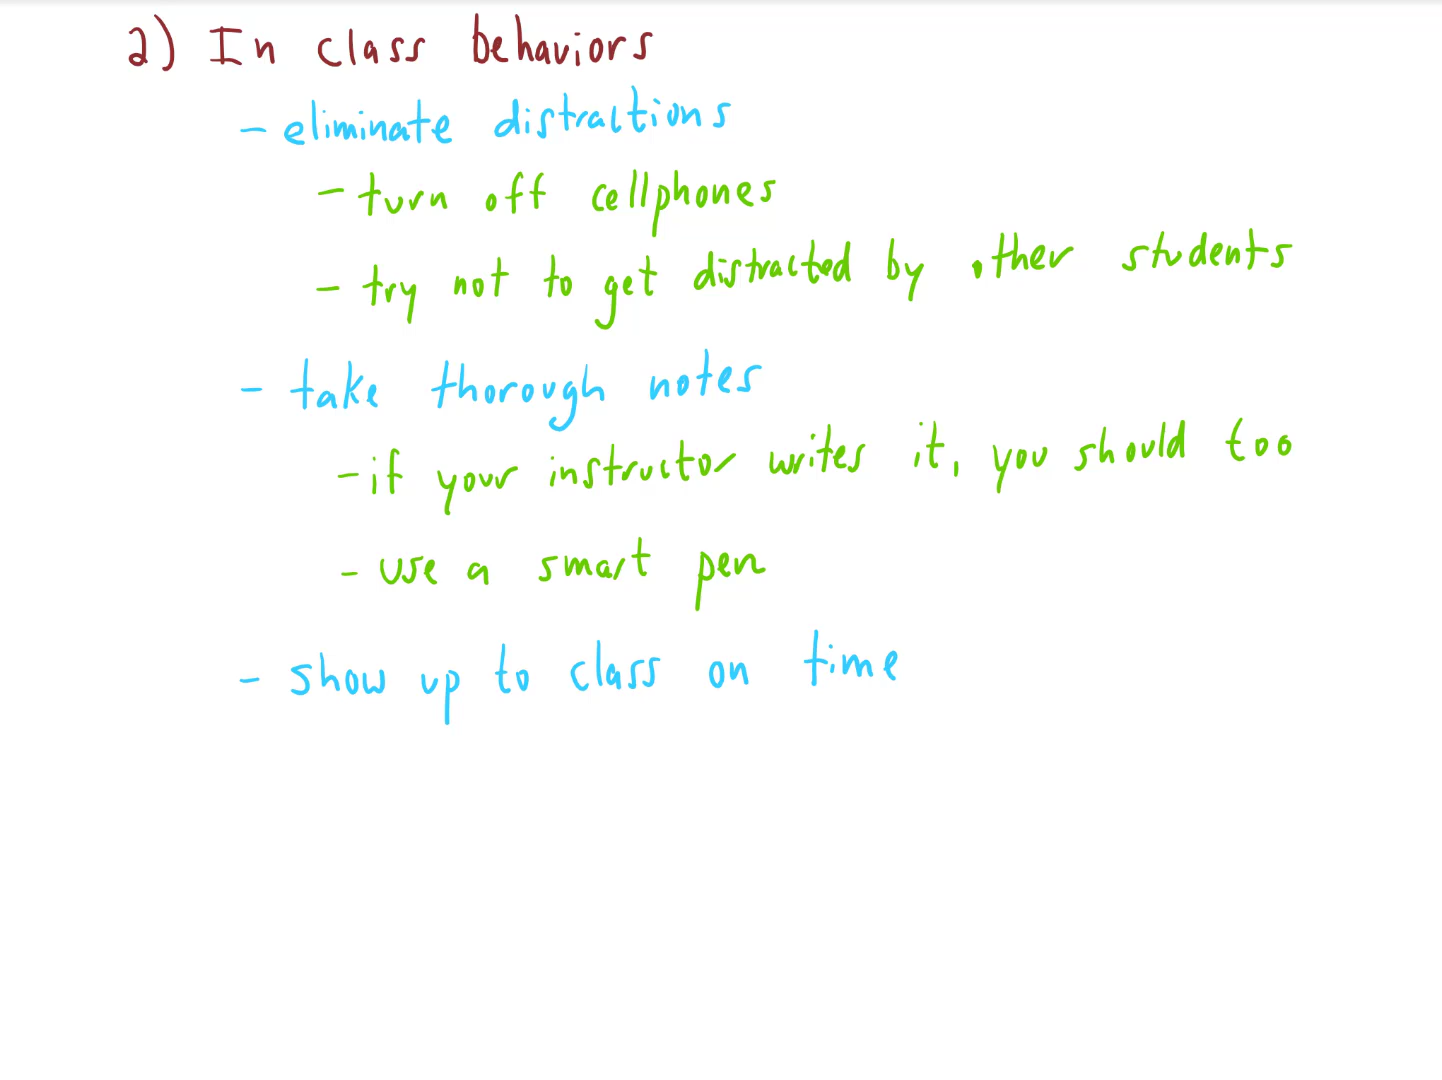 2) In class behaviors
- eliminate distractions
- turn off cellphones
- try not to get distracted by other students
- take thorough notes
- if your instructor writes it, you should too
- use a smart pen
- show up to class on time